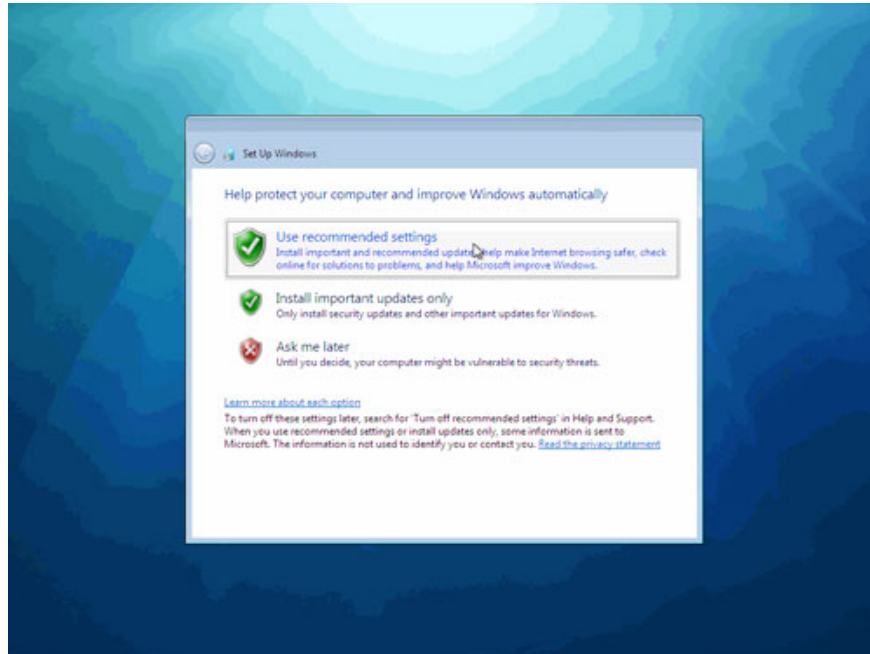 Set Up Windows
Help protect your computer and improve Windows automatically
Use recommended settings
Install important and recommended updates, help make Internet browsing safer, check
online for solutions to problems, and help Microsoft improve Windows.
Install important updates only
Only install security updates and other important updates for Windows.
Ask me later
Until you decide, your computer might be vulnerable to security threats.
Learn more about each option
To turn off these settings later, search for 'Turn off recommended settings' in Help and Support.
When you use recommended settings or install updates only, some information is sent to
Microsoft. The information is not used to identify you or contact you. Read the privacy statement